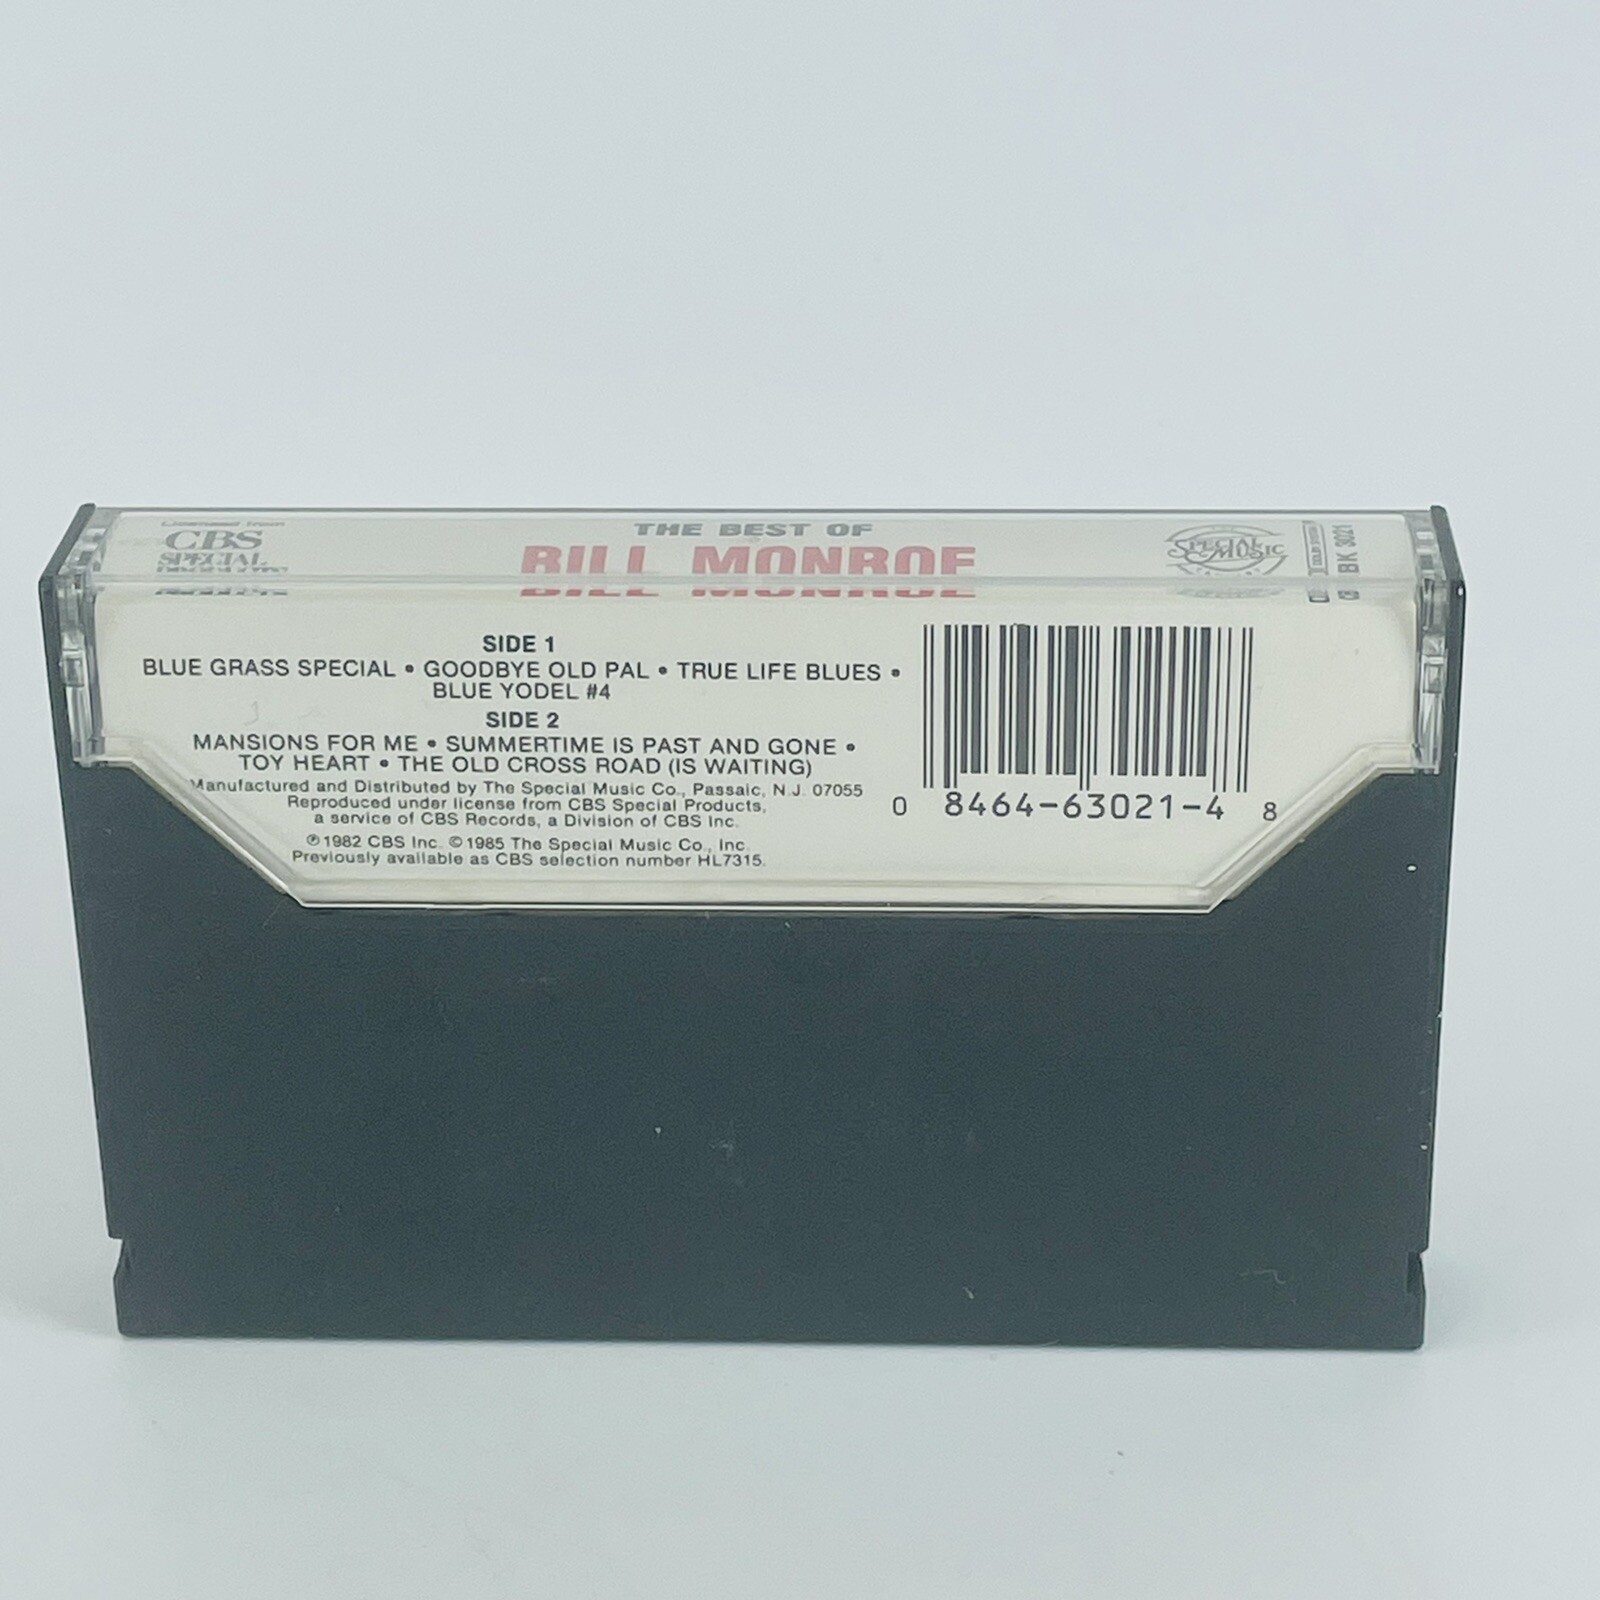 Licensed from
CBS
SPECIAL
THE BEST OF
BILL MONROE
SPECIAL
MUSIC
BK 3021
SIDE 1
BLUE GRASS SPECIAL • GOODBYE OLD PAL • TRUE LIFE BLUES •
BLUE YODEL #4
SIDE 2
MANSIONS FOR ME • SUMMERTIME IS PAST AND GONE •
TOY HEART • THE OLD CROSS ROAD (IS WAITING)
Manufactured and Distributed by The Special Music Co., Passaic, N.J. 07055
Reproduced under license from CBS Special Products,
a service of CBS Records, a Division of CBS Inc.
℗1982 CBS Inc. ©1985 The Special Music Co., Inc.
Previously available as CBS selection number HL7315.
0 8464-63021-4 8